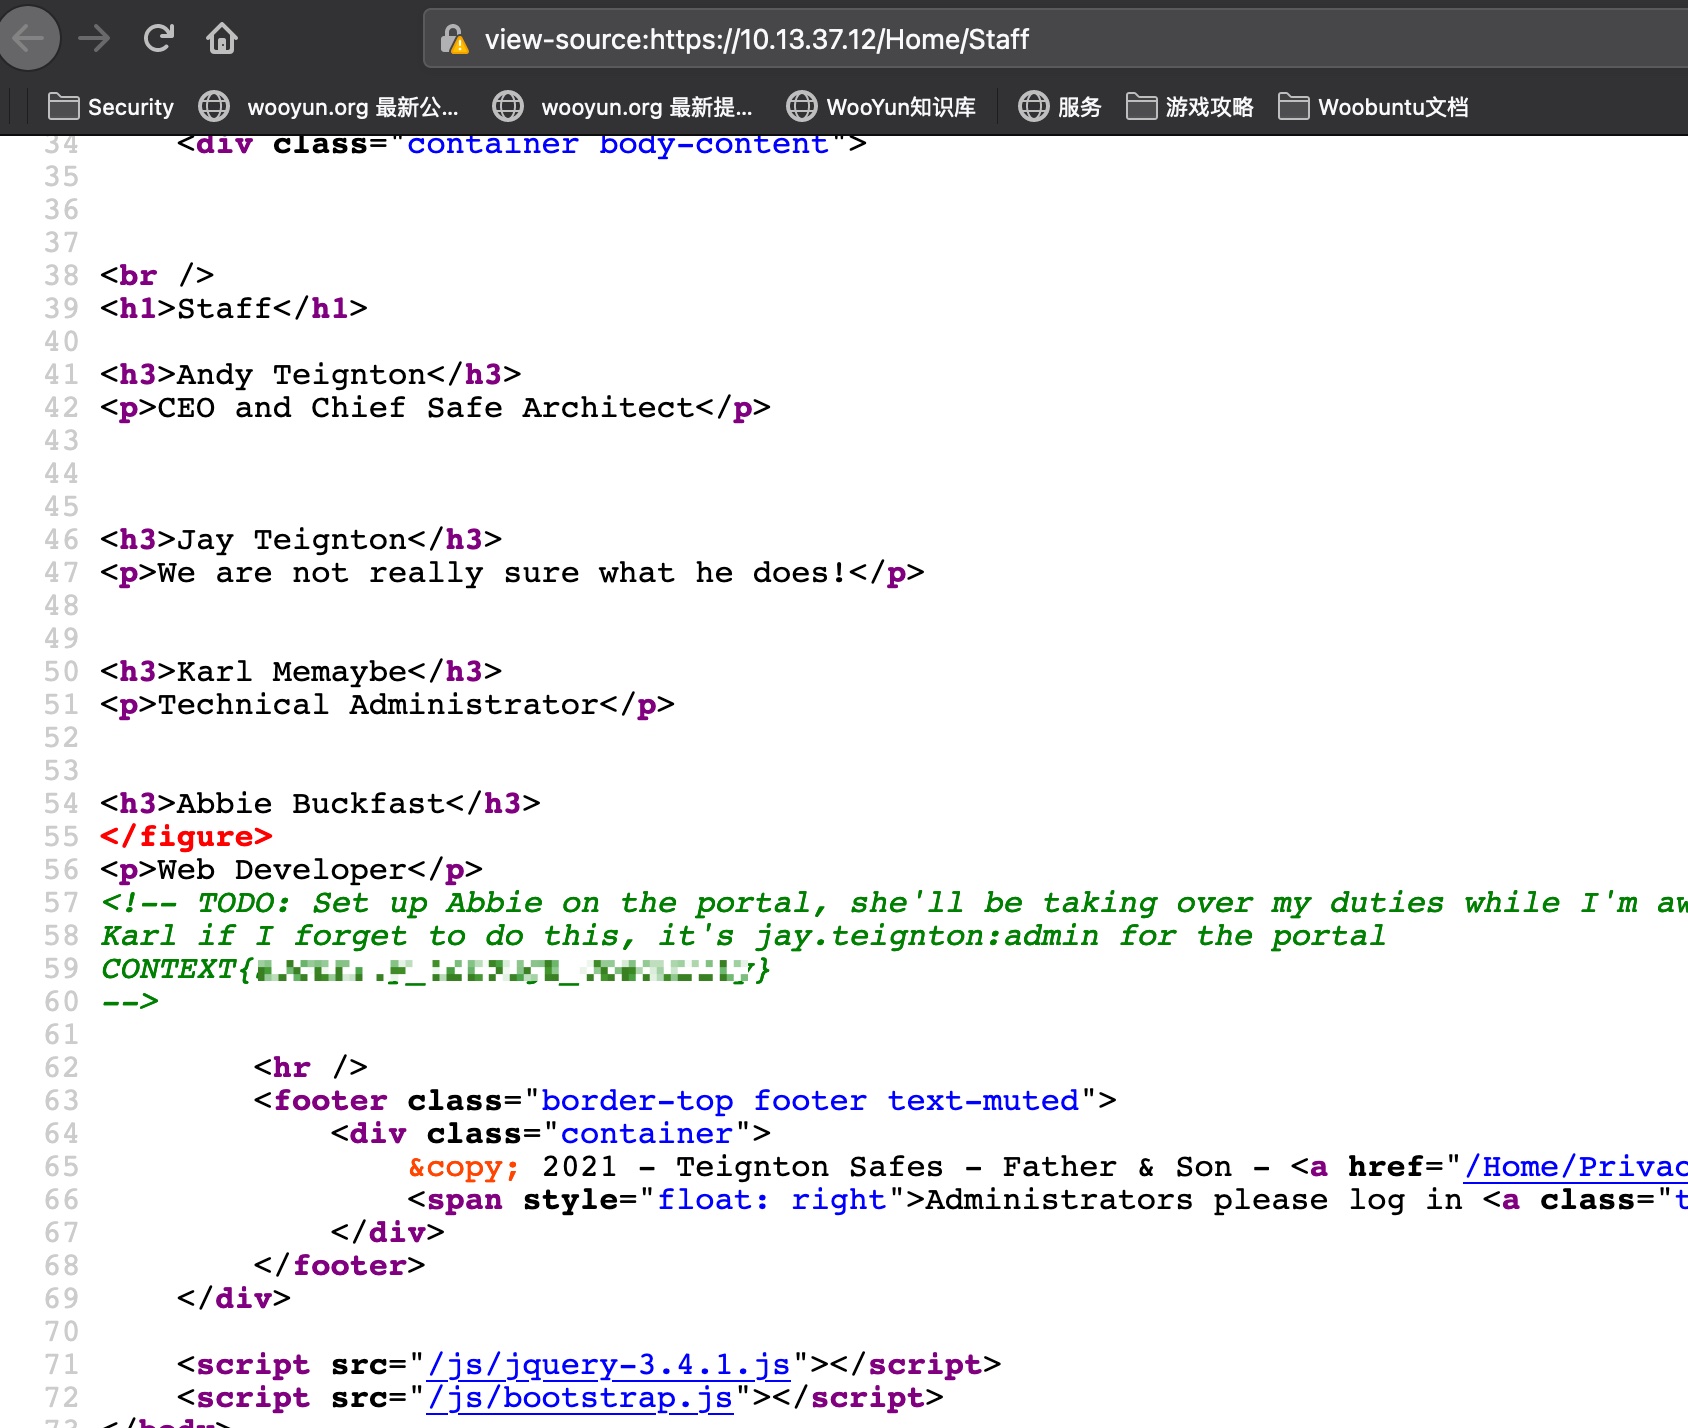 view-source:https://10.13.37.12/Home/Staff
Security wooyun.org 最新公... wooyun.org 最新提... WooYun知识库 服务 游戏攻略 Woobuntu文档
34 <div class="container body-content">
35
36
37
38 <br />
39 <h1>Staff</h1>
40
41 <h3>Andy Teignton</h3>
42 <p>CEO and Chief Safe Architect</p>
43
44
45
46 <h3>Jay Teignton</h3>
47 <p>We are not really sure what he does!</p>
48
49
50 <h3>Karl Memaybe</h3>
51 <p>Technical Administrator</p>
52
53
54 <h3>Abbie Buckfast</h3>
55 </figure>
56 <p>Web Developer</p>
57 <!-- TODO: Set up Abbie on the portal, she'll be taking over my duties while I'm aw
58 Karl if I forget to do this, it's jay.teignton:admin for the portal
59 CONTEXT{ }
60 -->
61
62 <hr />
63 <footer class="border-top footer text-muted">
64 <div class="container">
65 &copy; 2021 - Teignton Safes - Father & Son - <a href="/Home/Privac
66 <span style="float: right">Administrators please log in <a class="t
67 </div>
68 </footer>
69 </div>
70
71 <script src="/js/jquery-3.4.1.js"></script>
72 <script src="/js/bootstrap.js"></script>
73 </body>